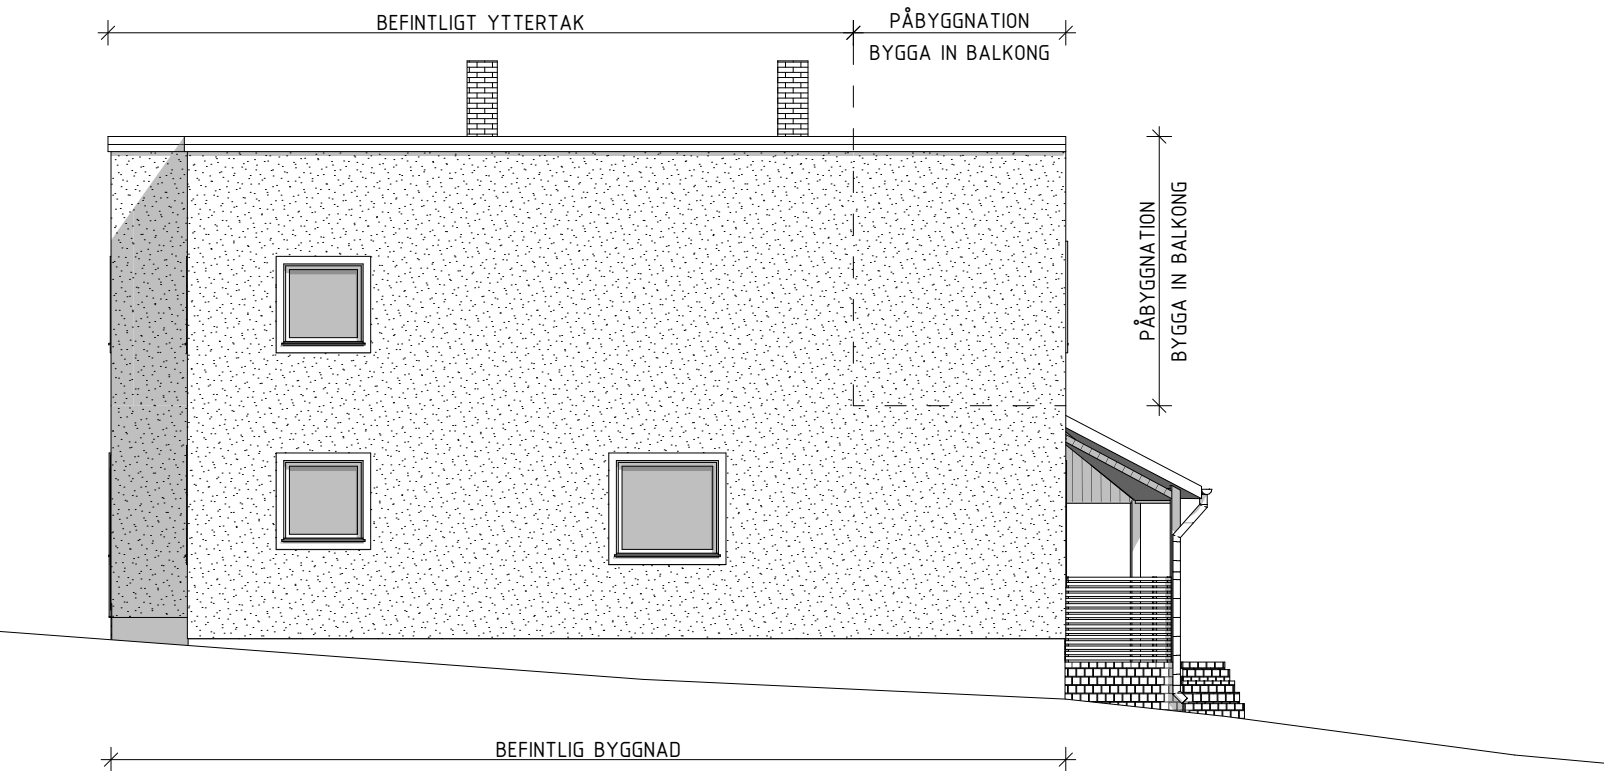 BEFINTLIGT YTTERTAK
PÅBYGGNATION
BYGGA IN BALKONG
PÅBYGGNATION
BYGGA IN BALKONG
BEFINTLIG BYGGNAD